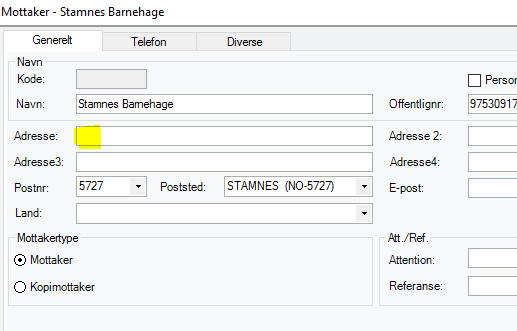 Mottaker - Stamnes Barnehage
Generelt Telefon Diverse
Navn
Kode: Person
Navn: Stamnes Barnehage Offentlignr: 97530917
Adresse: Adresse 2:
Adresse3: Adresse4:
Postnr: 5727 Poststed: STAMNES (NO-5727) E-post:
Land:
Mottakertype Att./Ref.
Mottaker Attention:
Kopimottaker Referanse: